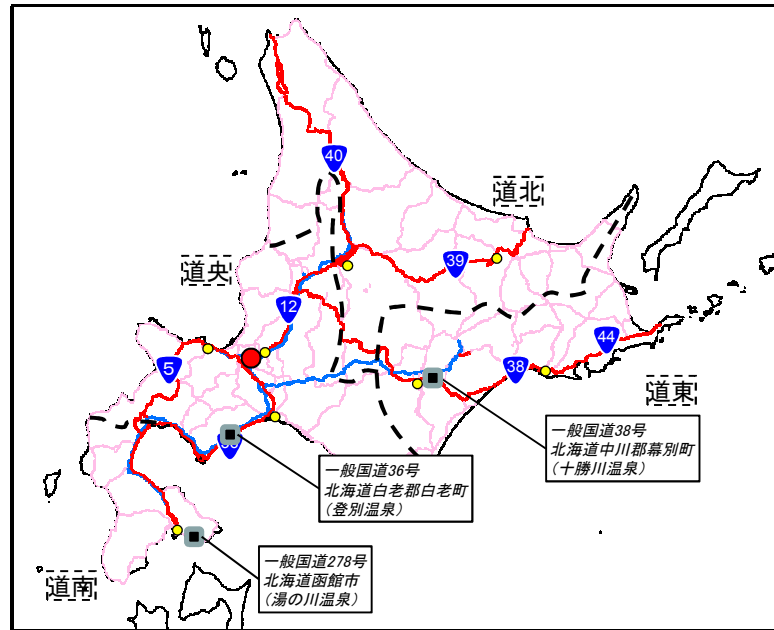 40
道北
39
道央
12
5
44
38
道東
一般国道38号
北海道中川郡幕別町
(十勝川温泉)
一般国道36号
北海道白老郡白老町
(登別温泉)
一般国道278号
北海道函館市
(湯の川温泉)
道南